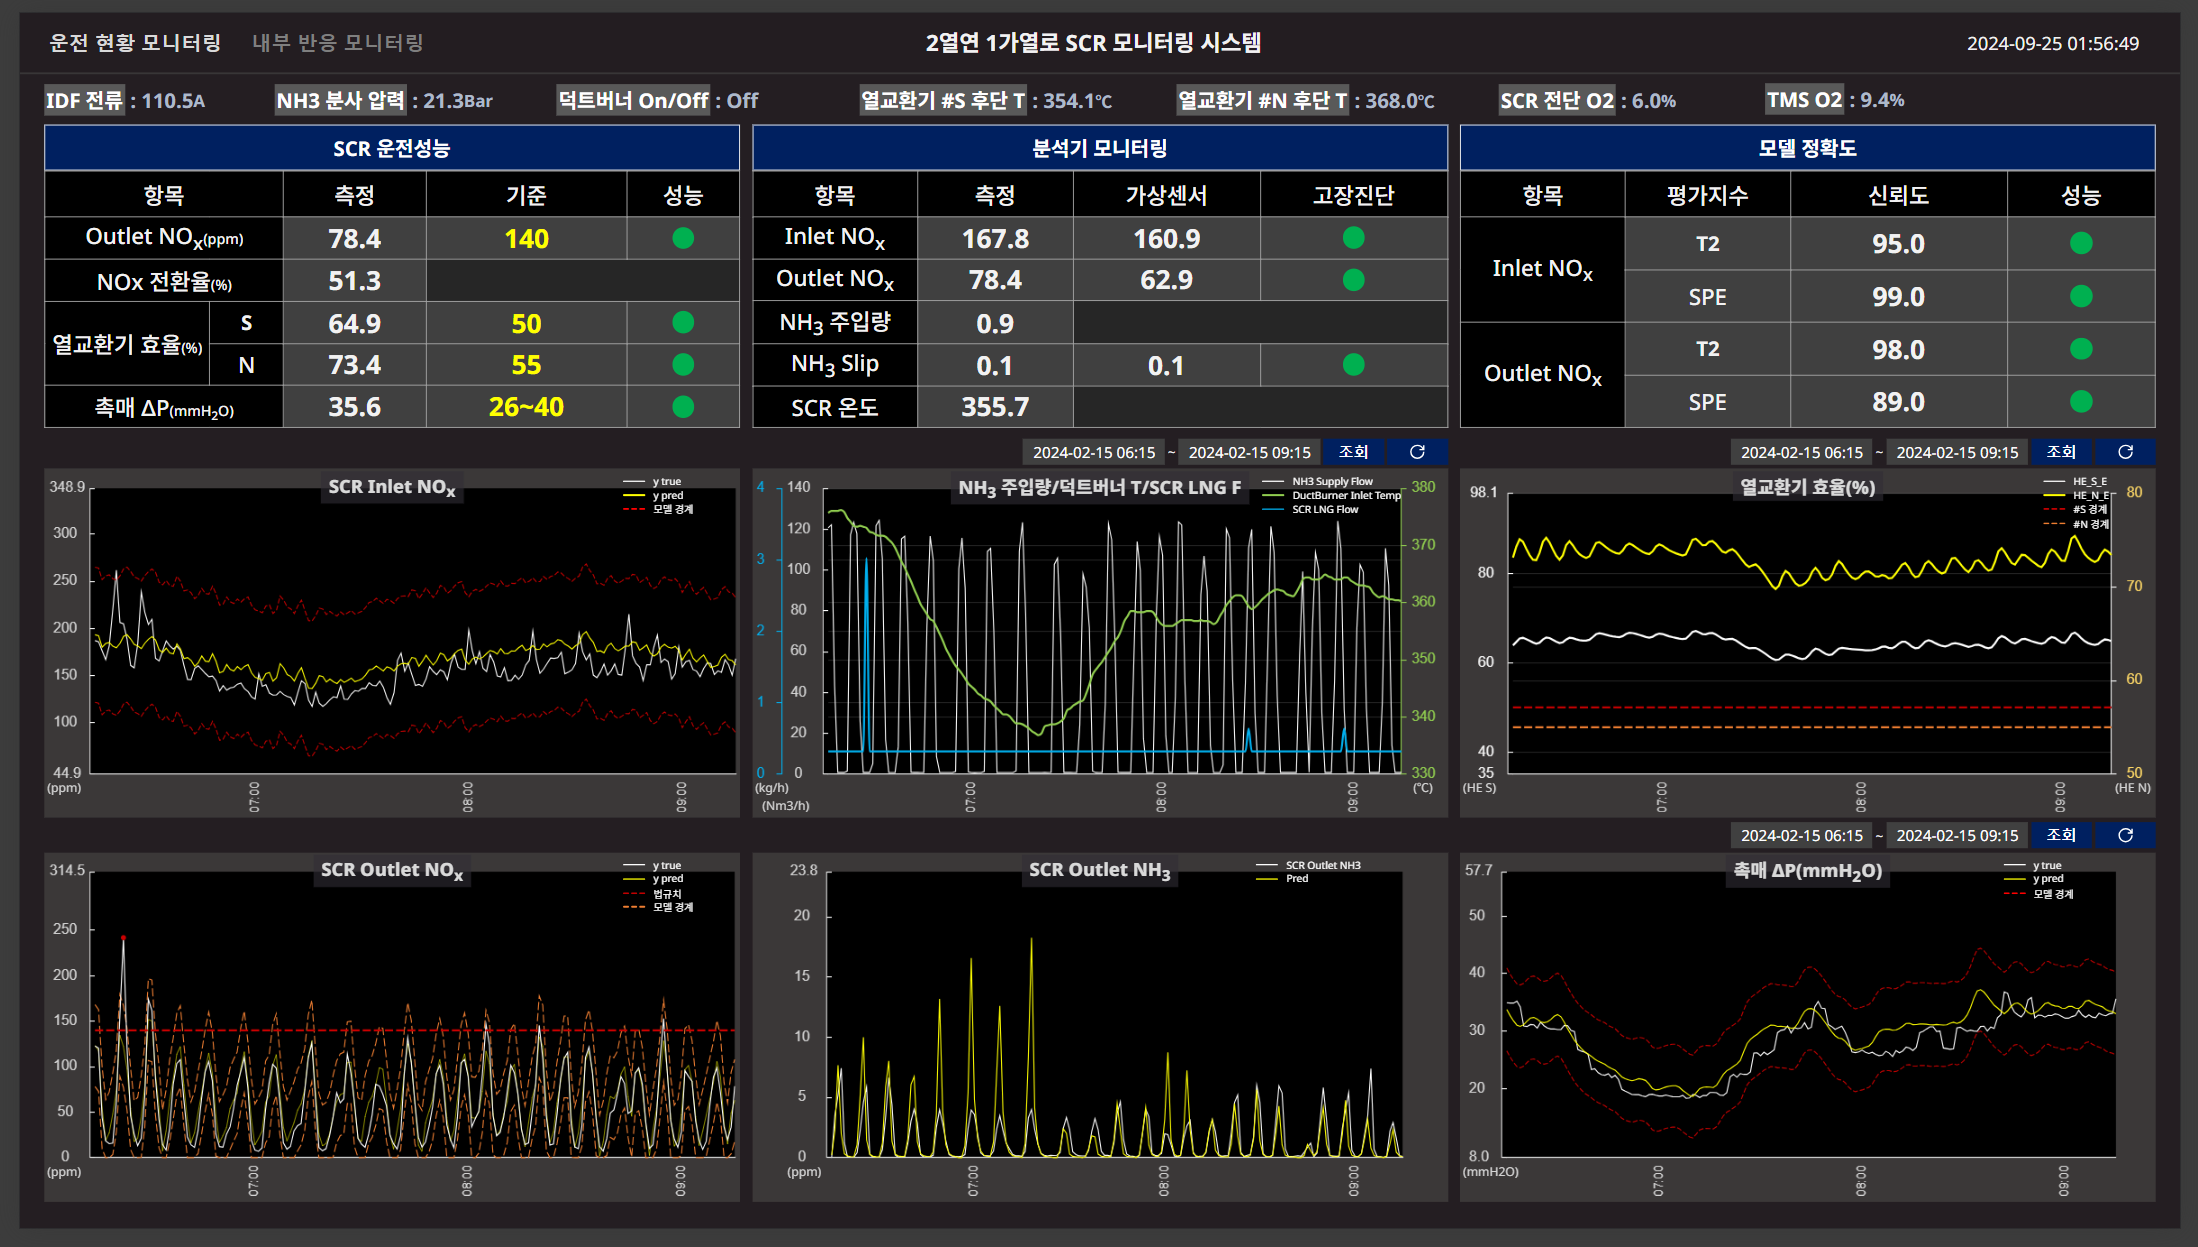 운전 현황 모니터링 내부 반응 모니터링 2열연 1가열로 SCR 모니터링 시스템 2024-09-25 01:56:49
IDF 전류 : 110.5A NH3 분사 압력 : 21.3Bar 덕트버너 On/Off : Off 열교환기 #S 후단 T : 354.1℃ 열교환기 #N 후단 T : 368.0℃ SCR 전단 O2 : 6.0% TMS O2 : 9.4%
SCR 운전성능
항목 측정 기준 성능
Outlet NOx(ppm) 78.4 140
NOx 전환율(%) 51.3
열교환기 효율(%) S 64.9 50
N 73.4 55
촉매 ΔP(mmH2O) 35.6 26~40
분석기 모니터링
항목 측정 가상센서 고장진단
Inlet NOx 167.8 160.9
Outlet NOx 78.4 62.9
NH3 주입량 0.9
NH3 Slip 0.1 0.1
SCR 온도 355.7
모델 정확도
항목 평가지수 신뢰도 성능
Inlet NOx T2 95.0
SPE 99.0
Outlet NOx T2 98.0
SPE 89.0
2024-02-15 06:15 ~ 2024-02-15 09:15 조회
2024-02-15 06:15 ~ 2024-02-15 09:15 조회
SCR Inlet NOx
y true
y pred
모델 경계
348.9
300
250
200
150
100
44.9
(ppm)
07:00 08:00 09:00
NH3 주입량/덕트버너 T/SCR LNG F
NH3 Supply Flow
DuctBurner Inlet Temp
SCR LNG Flow
4
3
2
1
0
(kg/h)
140
120
100
80
60
40
20
0
(Nm3/h)
380
370
360
350
340
330
(℃)
07:00 08:00 09:00
열교환기 효율(%)
HE_S_E
HE_N_E
#S 경계
#N 경계
98.1
80
60
40
35
(HE S)
80
70
60
50
(HE N)
07:00 08:00 09:00
2024-02-15 06:15 ~ 2024-02-15 09:15 조회
SCR Outlet NOx
y true
y pred
법규치
모델 경계
314.5
250
200
150
100
50
0
(ppm)
07:00 08:00 09:00
SCR Outlet NH3
SCR Outlet NH3
Pred
23.8
20
15
10
5
0
(ppm)
07:00 08:00 09:00
촉매 ΔP(mmH2O)
y true
y pred
모델 경계
57.7
50
40
30
20
8.0
(mmH2O)
07:00 08:00 09:00